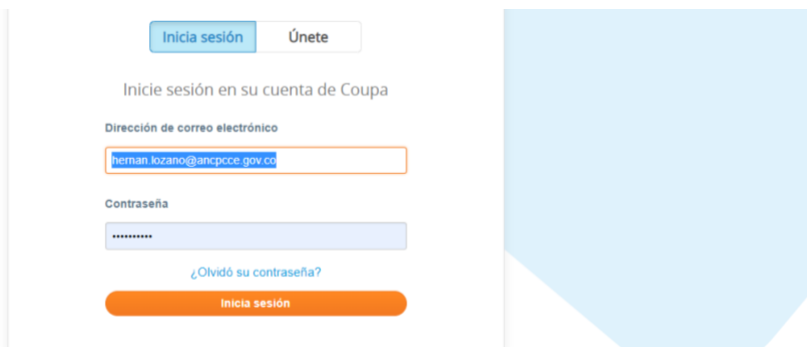 Inicia sesión Únete
Inicie sesión en su cuenta de Coupa
Dirección de correo electrónico
hernan.lozano@ancpcce.gov.co
Contraseña
••••••••••
¿Olvidó su contraseña?
Inicia sesión